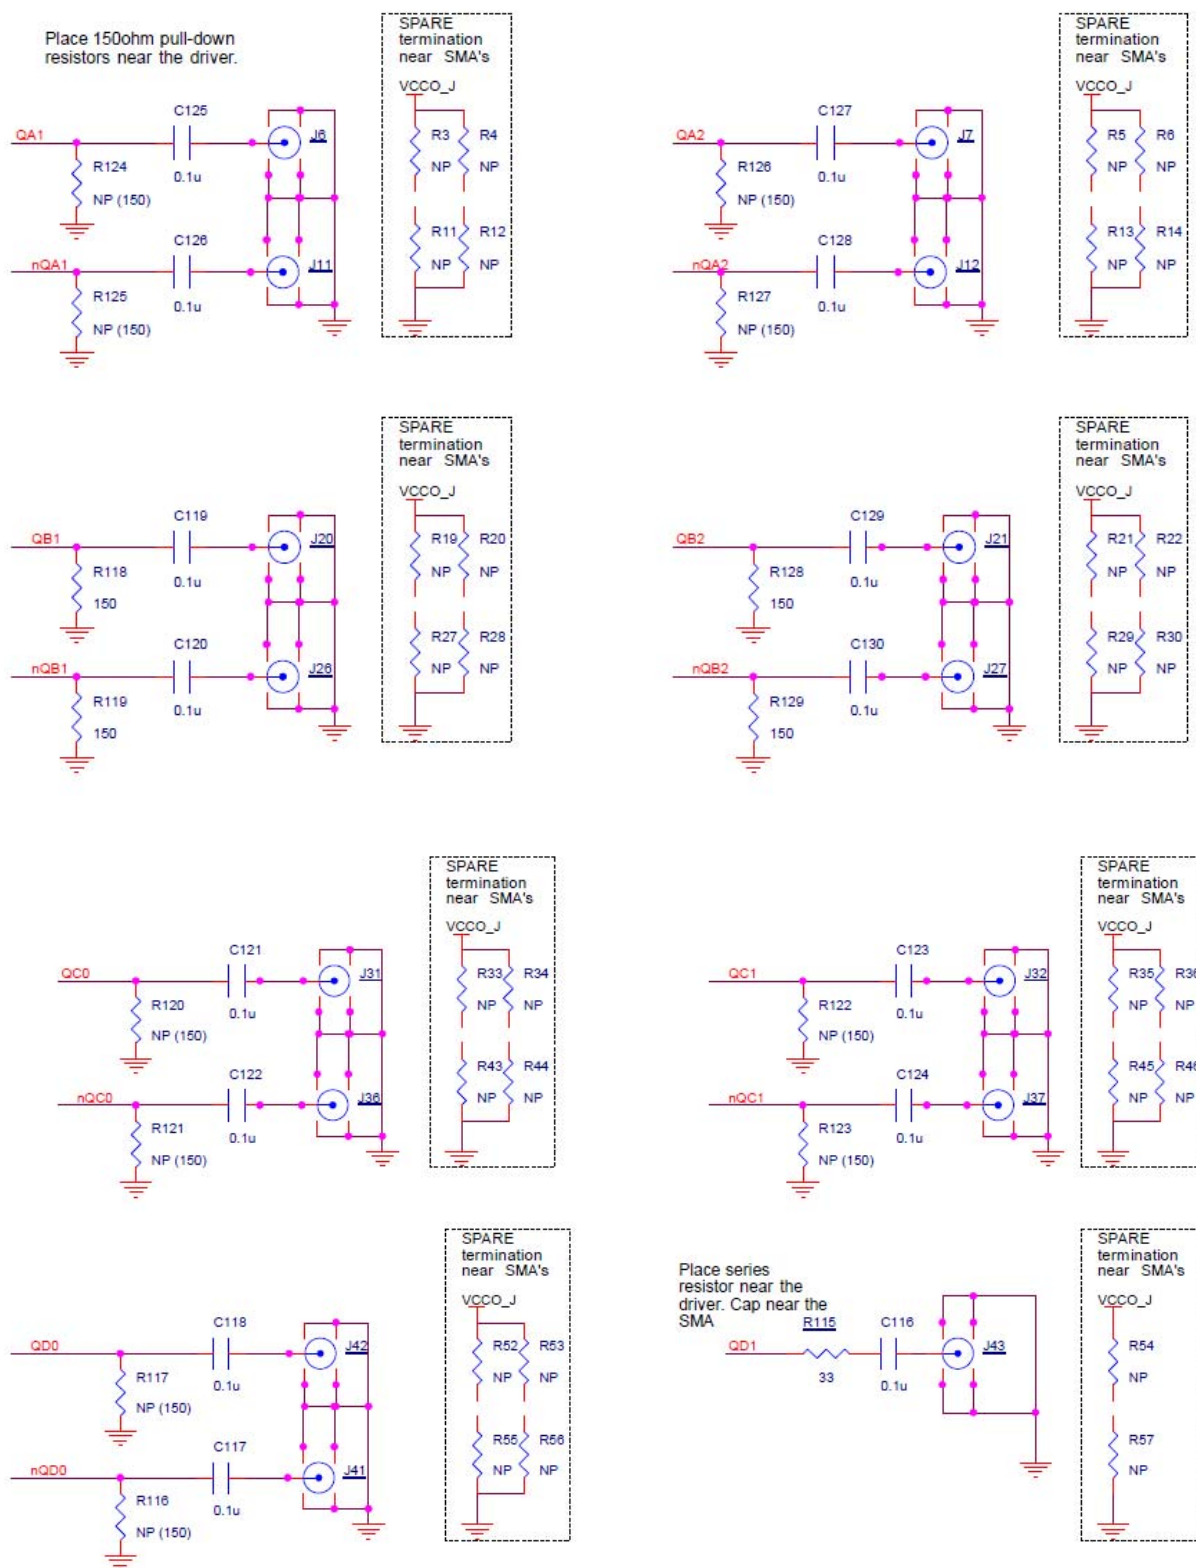 Place 150ohm pull-down
resistors near the driver.
QA1
C125
0.1u
J6
R124
NP (150)
nQA1
C126
0.1u
J11
R125
NP (150)
SPARE
termination
near SMA's
VCCO_J
R3
R4
NP
NP
R11
R12
NP
NP
QA2
C127
0.1u
J7
R126
NP (150)
nQA2
C128
0.1u
J12
R127
NP (150)
SPARE
termination
near SMA's
VCCO_J
R5
R6
NP
NP
R13
R14
NP
NP
QB1
C119
0.1u
J20
R118
150
nQB1
C120
0.1u
J26
R119
150
SPARE
termination
near SMA's
VCCO_J
R19
R20
NP
NP
R27
R28
NP
NP
QB2
C129
0.1u
J21
R128
150
nQB2
C130
0.1u
J27
R129
150
SPARE
termination
near SMA's
VCCO_J
R21
R22
NP
NP
R29
R30
NP
NP
QC0
C121
0.1u
J31
R120
NP (150)
nQC0
C122
0.1u
J36
R121
NP (150)
SPARE
termination
near SMA's
VCCO_J
R33
R34
NP
NP
R43
R44
NP
NP
QC1
C123
0.1u
J32
R122
NP (150)
nQC1
C124
0.1u
J37
R123
NP (150)
SPARE
termination
near SMA's
VCCO_J
R35
R36
NP
NP
R45
R46
NP
NP
QD0
C118
0.1u
J42
R117
NP (150)
nQD0
C117
0.1u
J41
R116
NP (150)
SPARE
termination
near SMA's
VCCO_J
R52
R53
NP
NP
R55
R56
NP
NP
Place series
resistor near the
driver. Cap near the
SMA
R115
C116
QD1
33
0.1u
J43
SPARE
termination
near SMA's
VCCO_J
R54
NP
R57
NP